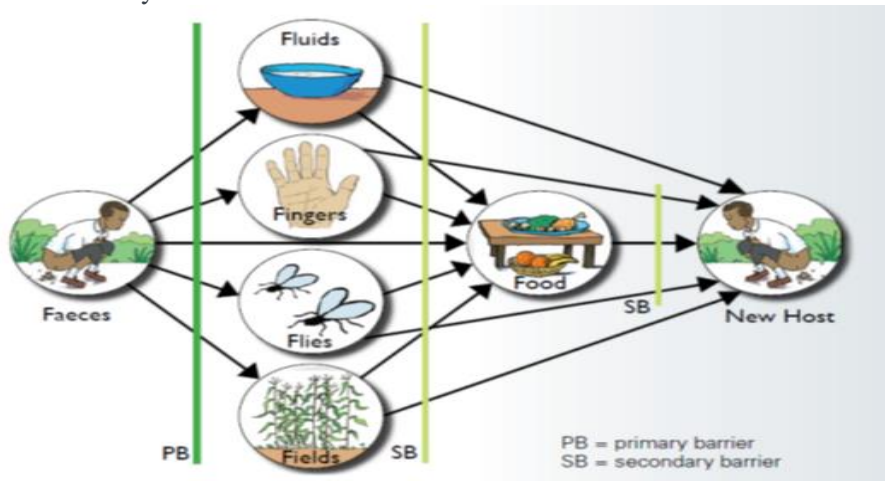 Fluids
Fingers
Faeces
Food
Flies
New Host
SB
PB
SB
Fields
PB = primary barrier
SB = secondary barrier